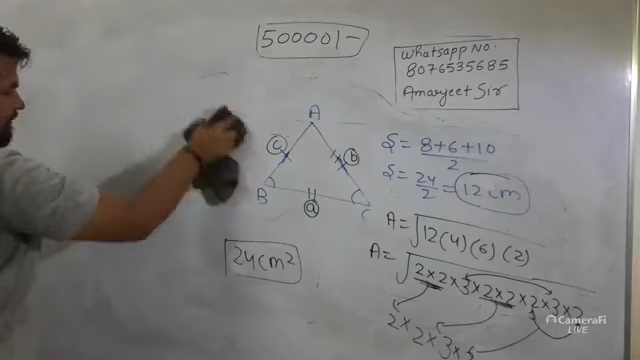 500001-
Whatsapp No.
8076535685
Amarjeet Sir
A
c
b
B
a
C
S = 8+6+10
2
S = 24
2
= 12 cm
A = √12(4)(6)(2)
A = √2×2×3×2×2×2×3×2
2×2×3×
24 cm²
CameraFi
LIVE